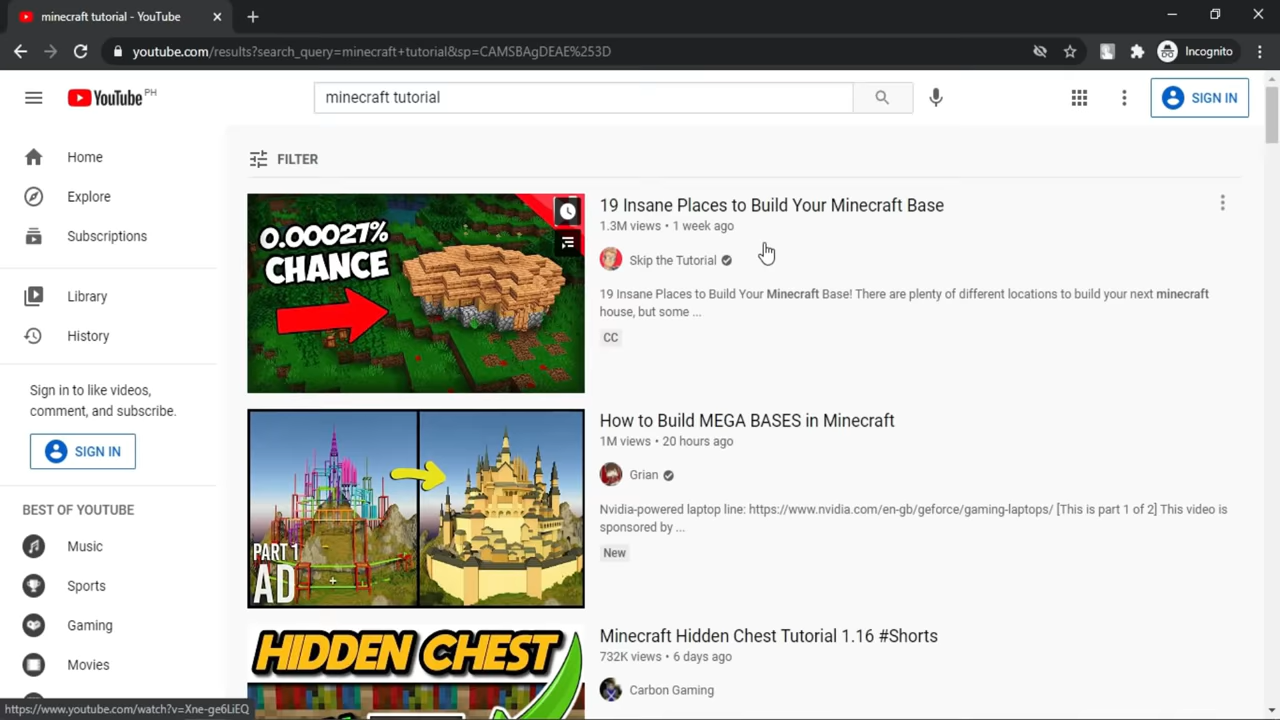 minecraft tutorial - YouTube
youtube.com/results?search_query=minecraft+tutorial&sp=CAMSBAgDEAE%253D
Incognito
YouTube PH
minecraft tutorial
SIGN IN
Home
Explore
Subscriptions
Library
History
Sign in to like videos,
comment, and subscribe.
SIGN IN
BEST OF YOUTUBE
Music
Sports
Gaming
Movies
FILTER
0.00027%
CHANCE
19 Insane Places to Build Your Minecraft Base
1.3M views • 1 week ago
Skip the Tutorial
19 Insane Places to Build Your Minecraft Base! There are plenty of different locations to build your next minecraft
house, but some ...
CC
PART 1
AD
How to Build MEGA BASES in Minecraft
1M views • 20 hours ago
Grian
Nvidia-powered laptop line: https://www.nvidia.com/en-gb/geforce/gaming-laptops/ [This is part 1 of 2] This video is
sponsored by ...
New
HIDDEN CHEST
Minecraft Hidden Chest Tutorial 1.16 #Shorts
732K views • 6 days ago
Carbon Gaming
https://www.youtube.com/watch?v=Xne-ge6LiEQ